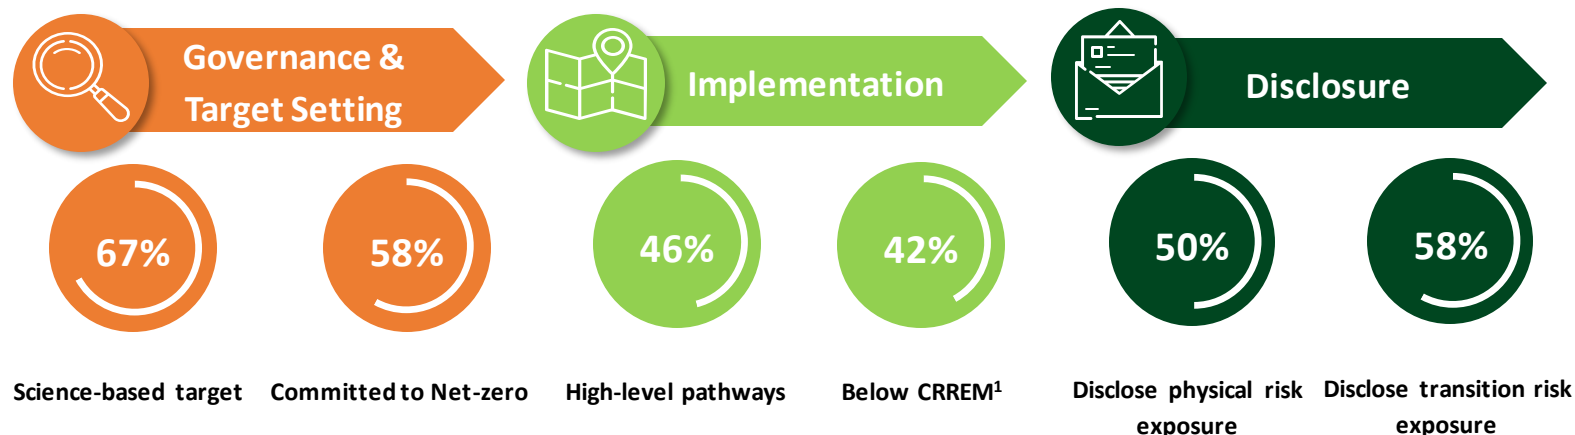 Governance &
Target Setting
Implementation
Disclosure
67%
58%
46%
42%
50%
58%
Science-based target
Committed to Net-zero
High-level pathways
Below CRREM¹
Disclose physical risk
exposure
Disclose transition risk
exposure